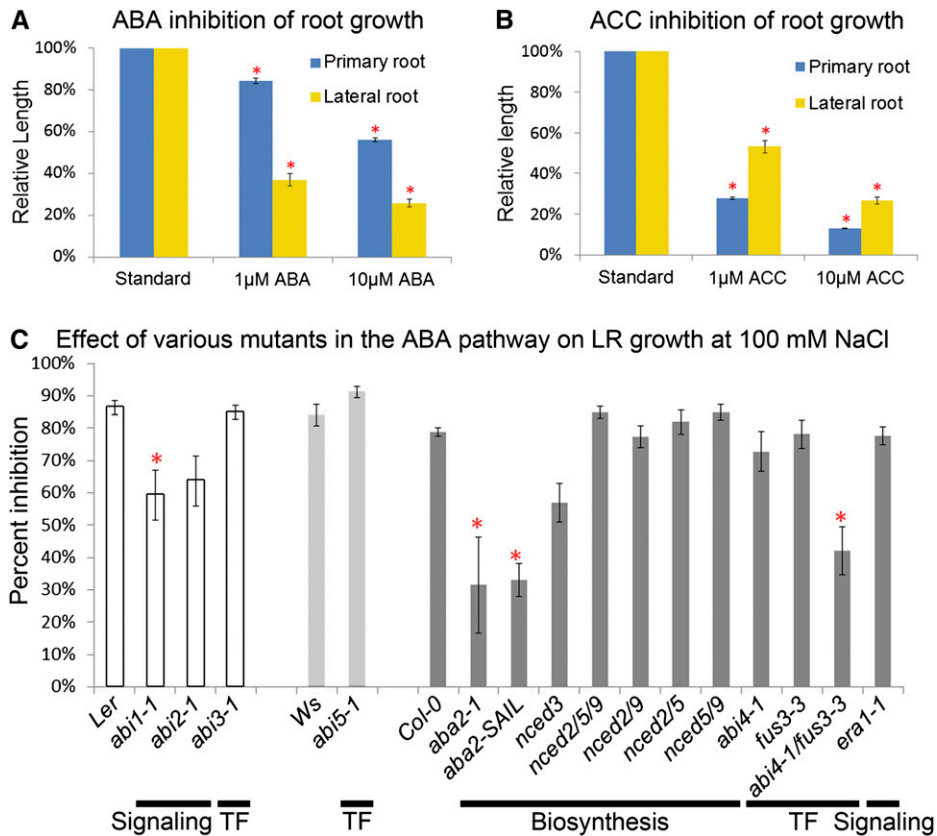 A ABA inhibition of root growth
100%
80%
60%
40%
20%
0%
Relative Length
Primary root
Lateral root
*
*
*
*
Standard
1µM ABA
10µM ABA
B ACC inhibition of root growth
100%
80%
60%
40%
20%
0%
Relative length
Primary root
Lateral root
*
*
*
*
Standard
1µM ACC
10µM ACC
C Effect of various mutants in the ABA pathway on LR growth at 100 mM NaCl
100%
90%
80%
70%
60%
50%
40%
30%
20%
10%
0%
Percent inhibition
*
*
*
*
Ler
abi1-1
abi2-1
abi3-1
Ws
abi5-1
Col-0
aba2-1
aba2-SAIL
nced3
nced2/5/9
nced2/9
nced2/5
nced5/9
abi4-1
fus3-3
abi4-1/fus3-3
era1-1
Signaling
TF
TF
Biosynthesis
TF
Signaling